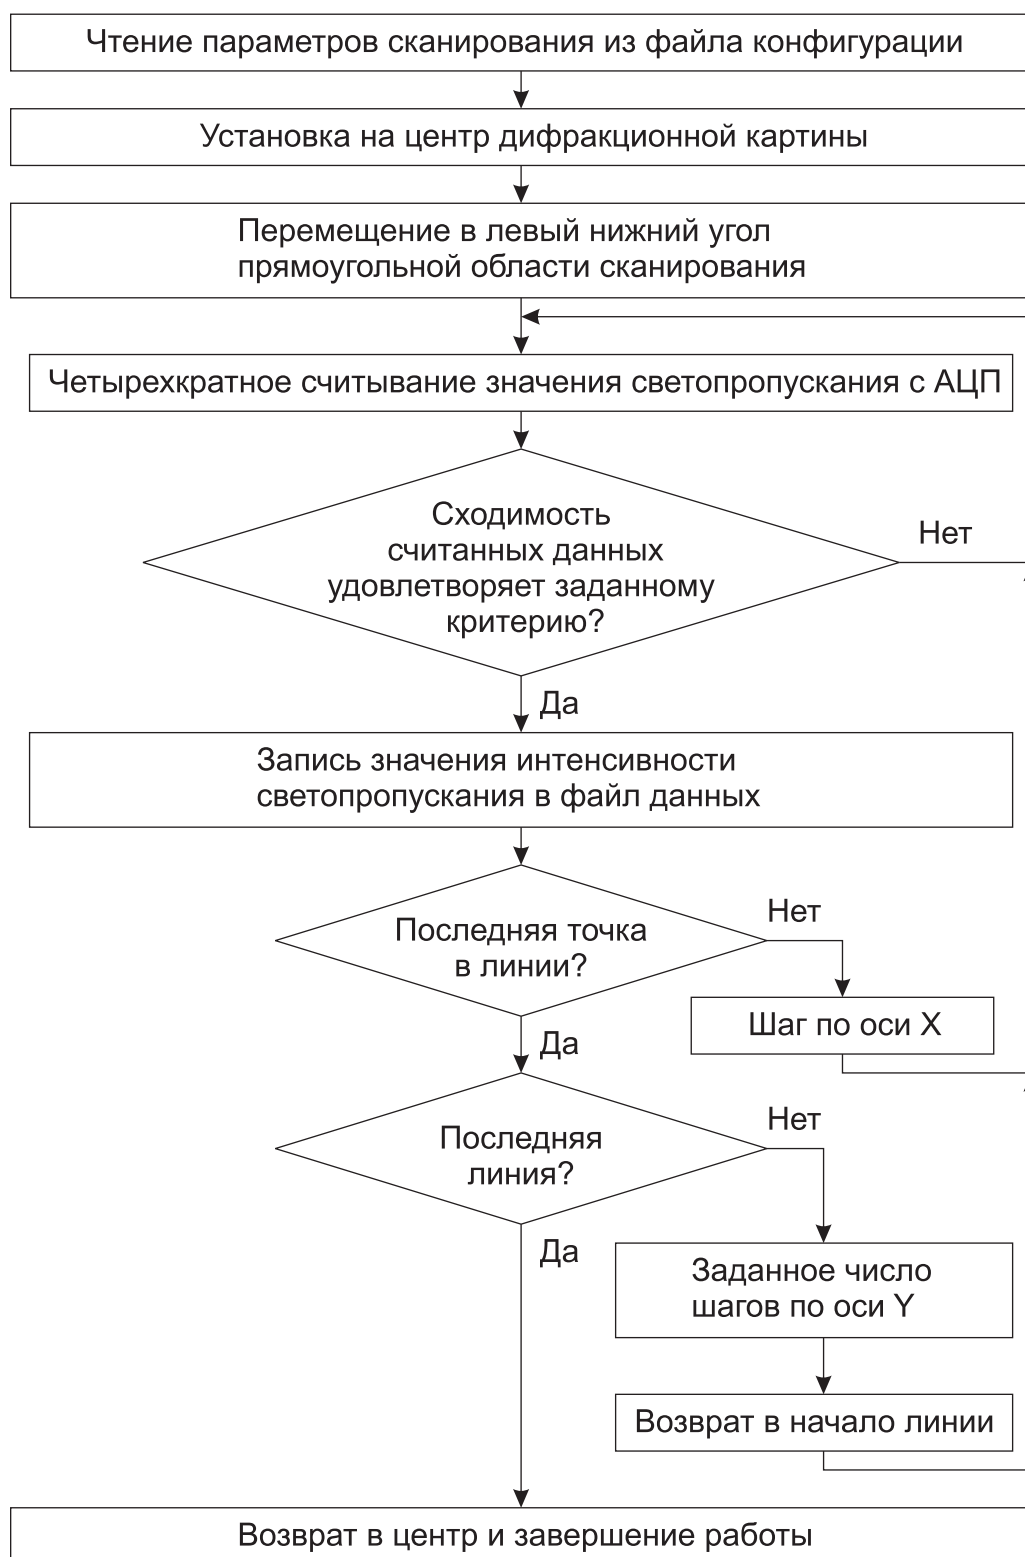 Чтение параметров сканирования из файла конфигурации
Установка на центр дифракционной картины
Перемещение в левый нижний угол
прямоугольной области сканирования
Четырехкратное считывание значения светопропускания с АЦП
Сходимость
считанных данных
удовлетворяет заданному
критерию?
Нет
Да
Запись значения интенсивности
светопропускания в файл данных
Последняя точка
в линии?
Нет
Шаг по оси X
Да
Последняя
линия?
Нет
Да
Заданное число
шагов по оси Y
Возврат в начало линии
Возврат в центр и завершение работы